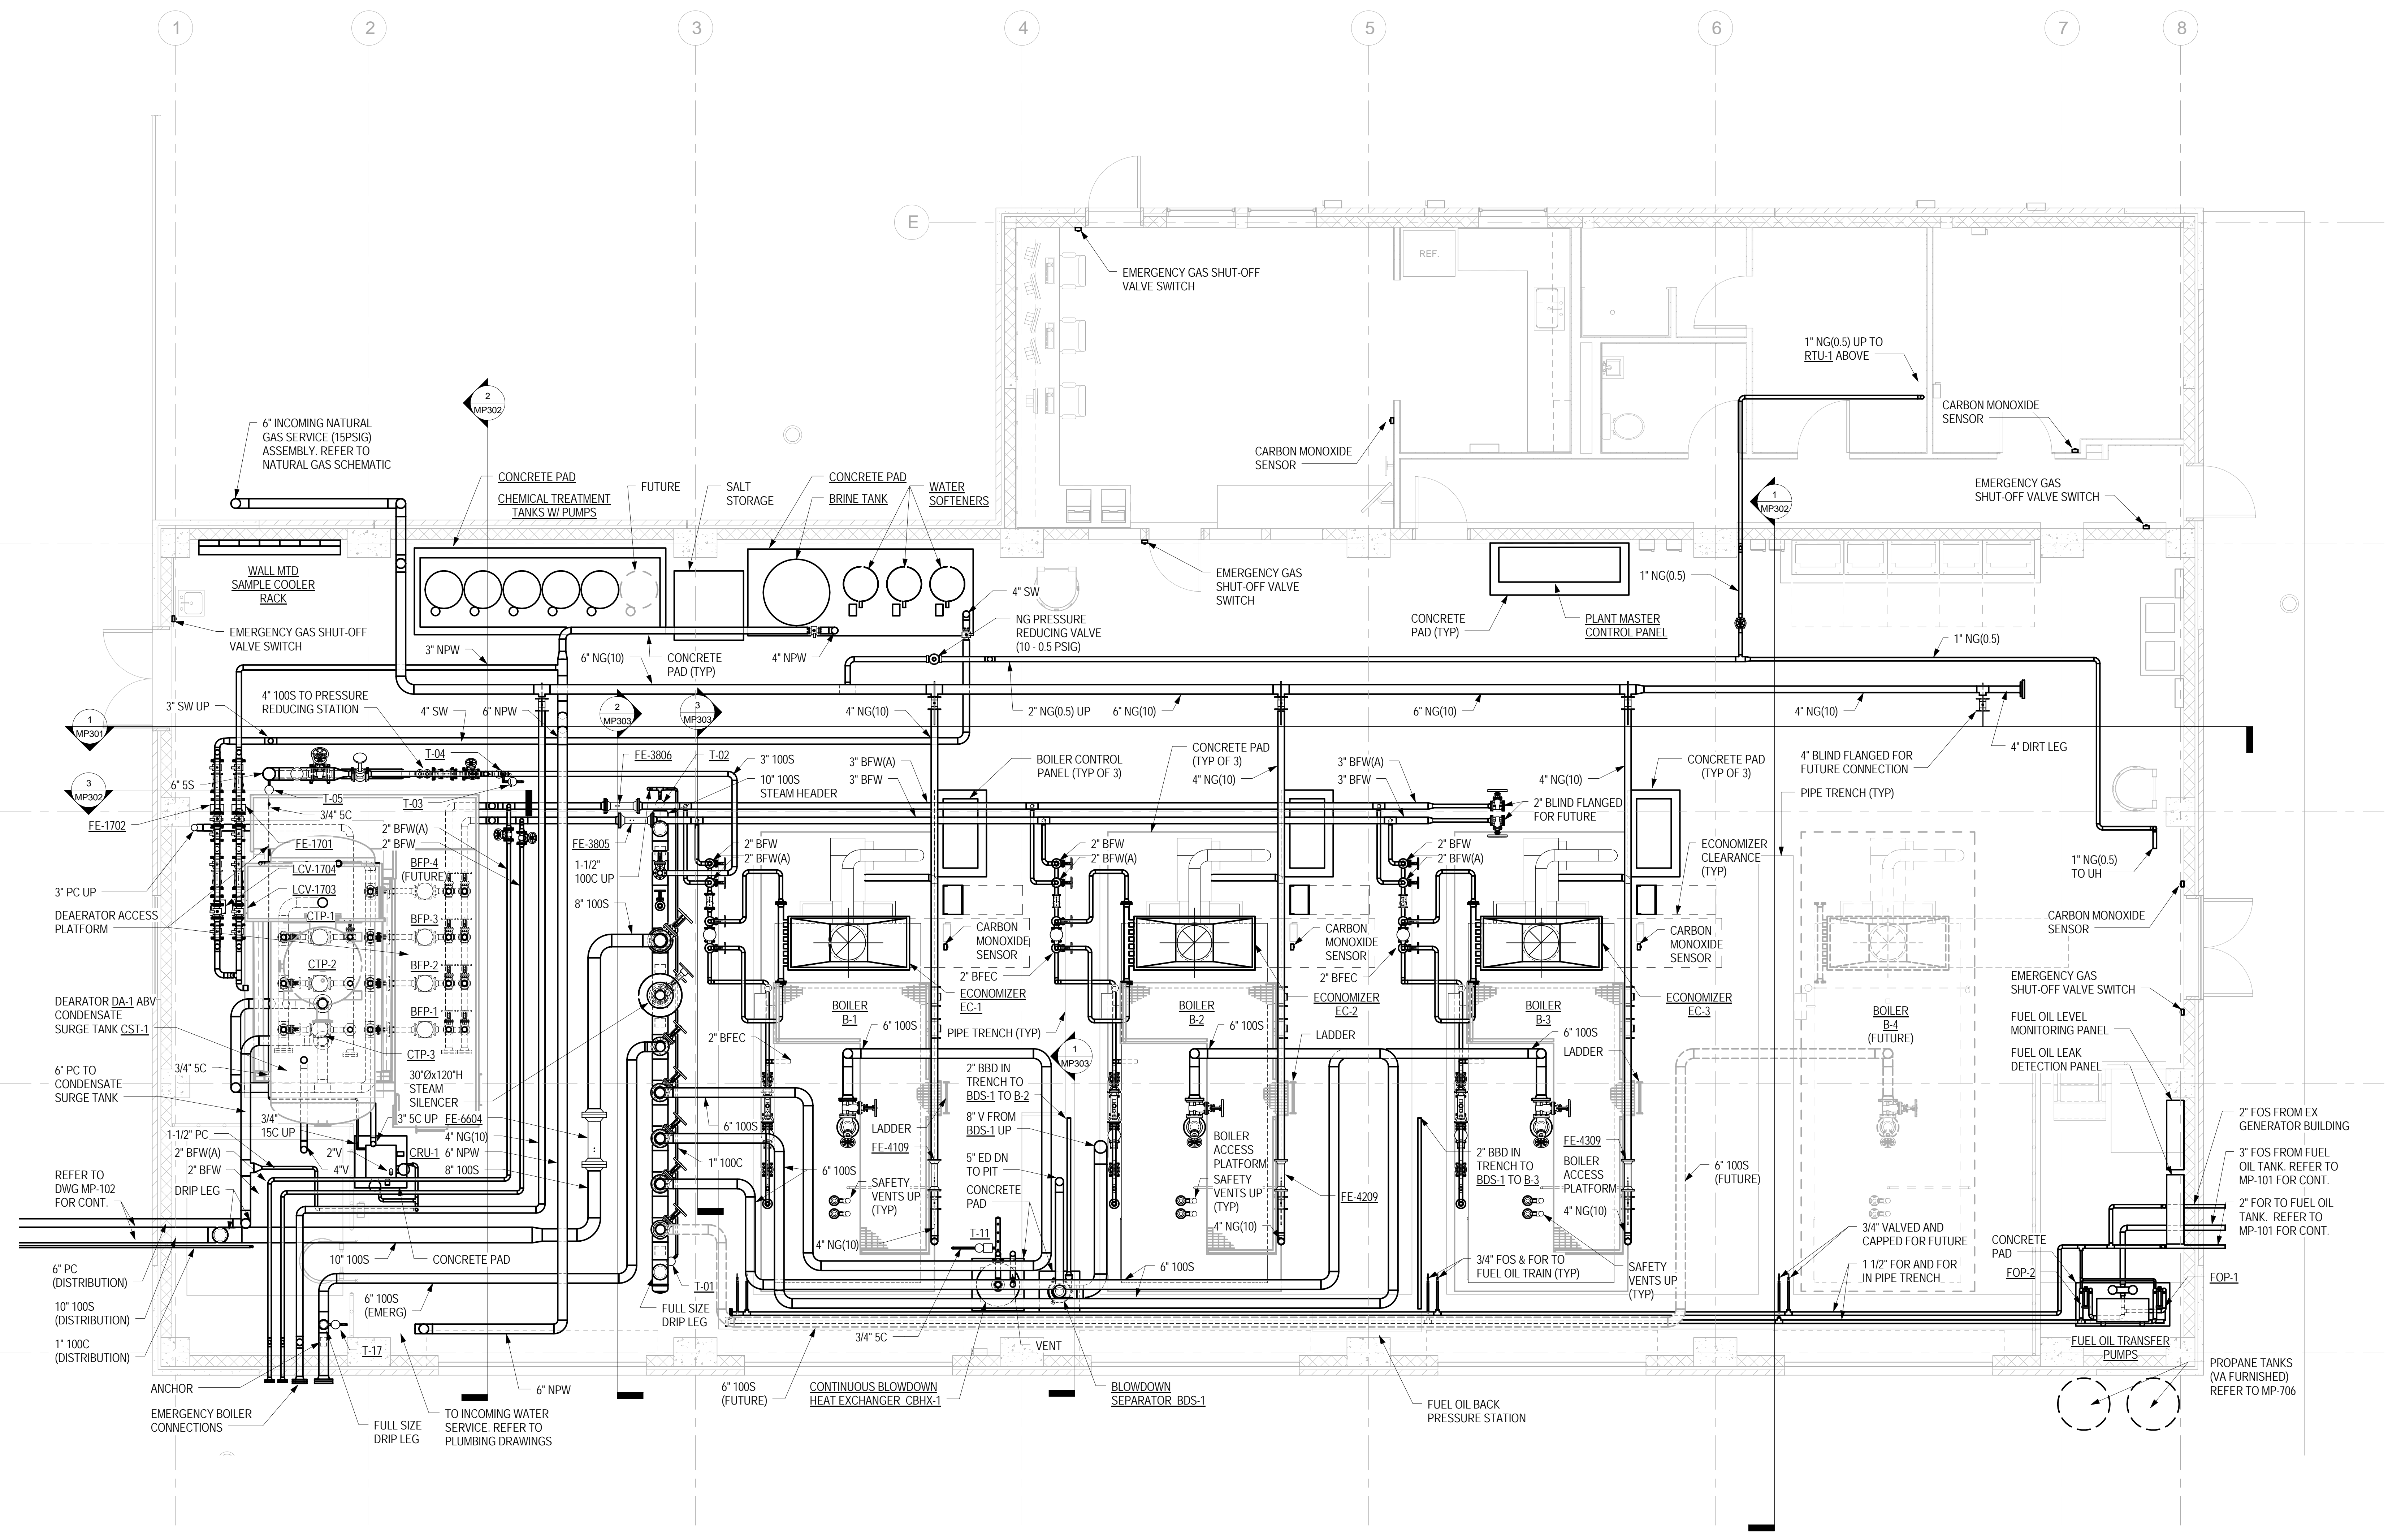 1
2
3
4
5
6
7
8
E
REF.
EMERGENCY GAS SHUT-OFF
VALVE SWITCH
1" NG(0.5) UP TO
RTU-1 ABOVE
CARBON MONOXIDE
SENSOR
CARBON MONOXIDE
SENSOR
EMERGENCY GAS
SHUT-OFF VALVE SWITCH
2
MP302
6" INCOMING NATURAL
GAS SERVICE (15PSIG)
ASSEMBLY. REFER TO
NATURAL GAS SCHEMATIC
CONCRETE PAD
CHEMICAL TREATMENT
TANKS W/ PUMPS
FUTURE
SALT
STORAGE
CONCRETE PAD
BRINE TANK
WATER
SOFTENERS
1
MP302
WALL MTD
SAMPLE COOLER
RACK
EMERGENCY GAS SHUT-OFF
VALVE SWITCH
4" SW
NG PRESSURE
REDUCING VALVE
(10 - 0.5 PSIG)
EMERGENCY GAS
SHUT-OFF VALVE
SWITCH
CONCRETE
PAD (TYP)
PLANT MASTER
CONTROL PANEL
1" NG(0.5)
1" NG(0.5)
3" NPW
6" NG(10)
CONCRETE
PAD (TYP)
4" NPW
3" SW UP
4" 100S TO PRESSURE
REDUCING STATION
4" SW
6" NPW
2
MP303
3
MP303
4" NG(10)
2" NG(0.5) UP
6" NG(10)
6" NG(10)
4" NG(10)
1
MP301
3
MP302
6" 5S
T-04
T-05
T-03
3/4" 5C
FE-1702
FE-3806
T-02
3" 100S
10" 100S
STEAM HEADER
3" BFW(A)
3" BFW
BOILER CONTROL
PANEL (TYP OF 3)
CONCRETE PAD
(TYP OF 3)
4" NG(10)
3" BFW(A)
3" BFW
4" NG(10)
CONCRETE PAD
(TYP OF 3)
2" BLIND FLANGED
FOR FUTURE
4" BLIND FLANGED FOR
FUTURE CONNECTION
4" DIRT LEG
PIPE TRENCH (TYP)
2" BFW(A)
2" BFW
FE-1701
LCV-1704
LCV-1703
CTP-1
CTP-2
CTP-3
BFP-4
(FUTURE)
BFP-3
BFP-2
BFP-1
FE-3805
1-1/2"
100C UP
8" 100S
2" BFW
2" BFW(A)
2" BFW
2" BFW(A)
2" BFW
2" BFW(A)
ECONOMIZER
CLEARANCE
(TYP)
1" NG(0.5)
TO UH
3" PC UP
DEAERATOR ACCESS
PLATFORM
CARBON
MONOXIDE
SENSOR
CARBON
MONOXIDE
SENSOR
CARBON
MONOXIDE
SENSOR
CARBON MONOXIDE
SENSOR
2" BFEC
ECONOMIZER
EC-1
2" BFEC
ECONOMIZER
EC-2
ECONOMIZER
EC-3
EMERGENCY GAS
SHUT-OFF VALVE SWITCH
DEARATOR DA-1 ABV
CONDENSATE
SURGE TANK CST-1
BOILER
B-1
BOILER
B-2
BOILER
B-3
BOILER
B-4
(FUTURE)
FUEL OIL LEVEL
MONITORING PANEL
FUEL OIL LEAK
DETECTION PANEL
6" 100S
6" 100S
6" 100S
PIPE TRENCH (TYP)
2" BFEC
LADDER
LADDER
1
MP303
6" PC TO
CONDENSATE
SURGE TANK
3/4" 5C
30"Øx120"H
STEAM
SILENCER
2" BBD IN
TRENCH TO
BDS-1 TO B-2
8" V FROM
BDS-1 UP
3/4"
15C UP
3" 5C UP
FE-6604
6" 100S
LADDER
FE-4109
1-1/2" PC
2" BFW(A)
2" BFW
DRIP LEG
2"V
4"V
CRU-1
4" NG(10)
6" NPW
8" 100S
1" 100C
6" 100S
5" ED DN
TO PIT
CONCRETE
PAD
BOILER
ACCESS
PLATFORM
SAFETY
VENTS UP
(TYP)
SAFETY
VENTS UP
(TYP)
FE-4209
2" BBD IN
TRENCH TO
BDS-1 TO B-3
FE-4309
BOILER
ACCESS
PLATFORM
4" NG(10)
4" NG(10)
4" NG(10)
6" 100S
(FUTURE)
2" FOS FROM EX
GENERATOR BUILDING
3" FOS FROM FUEL
OIL TANK. REFER TO
MP-101 FOR CONT.
2" FOR TO FUEL OIL
TANK. REFER TO
MP-101 FOR CONT.
REFER TO
DWG MP-102
FOR CONT.
10" 100S
CONCRETE PAD
T-11
3/4" VALVED AND
CAPPED FOR FUTURE
1 1/2" FOR AND FOR
IN PIPE TRENCH
CONCRETE
PAD
FOP-2
FOP-1
6" PC
(DISTRIBUTION)
10" 100S
(DISTRIBUTION)
1" 100C
(DISTRIBUTION)
6" 100S
(EMERG)
T-01
FULL SIZE
DRIP LEG
6" 100S
3/4" FOS & FOR TO
FUEL OIL TRAIN (TYP)
SAFETY
VENTS UP
(TYP)
T-17
3/4" 5C
VENT
FUEL OIL TRANSFER
PUMPS
PROPANE TANKS
(VA FURNISHED)
REFER TO MP-706
ANCHOR
EMERGENCY BOILER
CONNECTIONS
FULL SIZE
DRIP LEG
TO INCOMING WATER
SERVICE. REFER TO
PLUMBING DRAWINGS
6" NPW
6" 100S
(FUTURE)
CONTINUOUS BLOWDOWN
HEAT EXCHANGER CBHX-1
BLOWDOWN
SEPARATOR BDS-1
FUEL OIL BACK
PRESSURE STATION